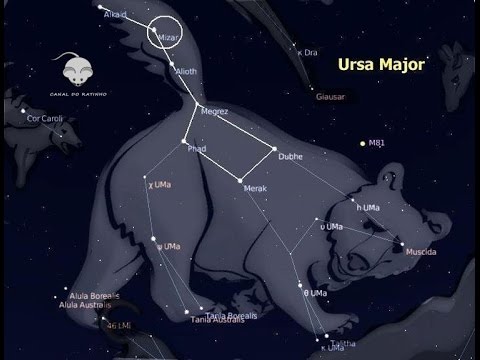 Alkaid
Mizar
κ Dra
Ursa Major
Alioth
CANAL DO RATINHO
Giausar
Megrez
Cor Caroli
M81
Phad
Dubhe
χ UMa
Merak
h UMa
υ UMa
ψ UMa
Muscida
θ UMa
Alula Borealis
Alula Australis
Tania Borealis
Tania Australis
46 LMi
Talitha
κ UMa